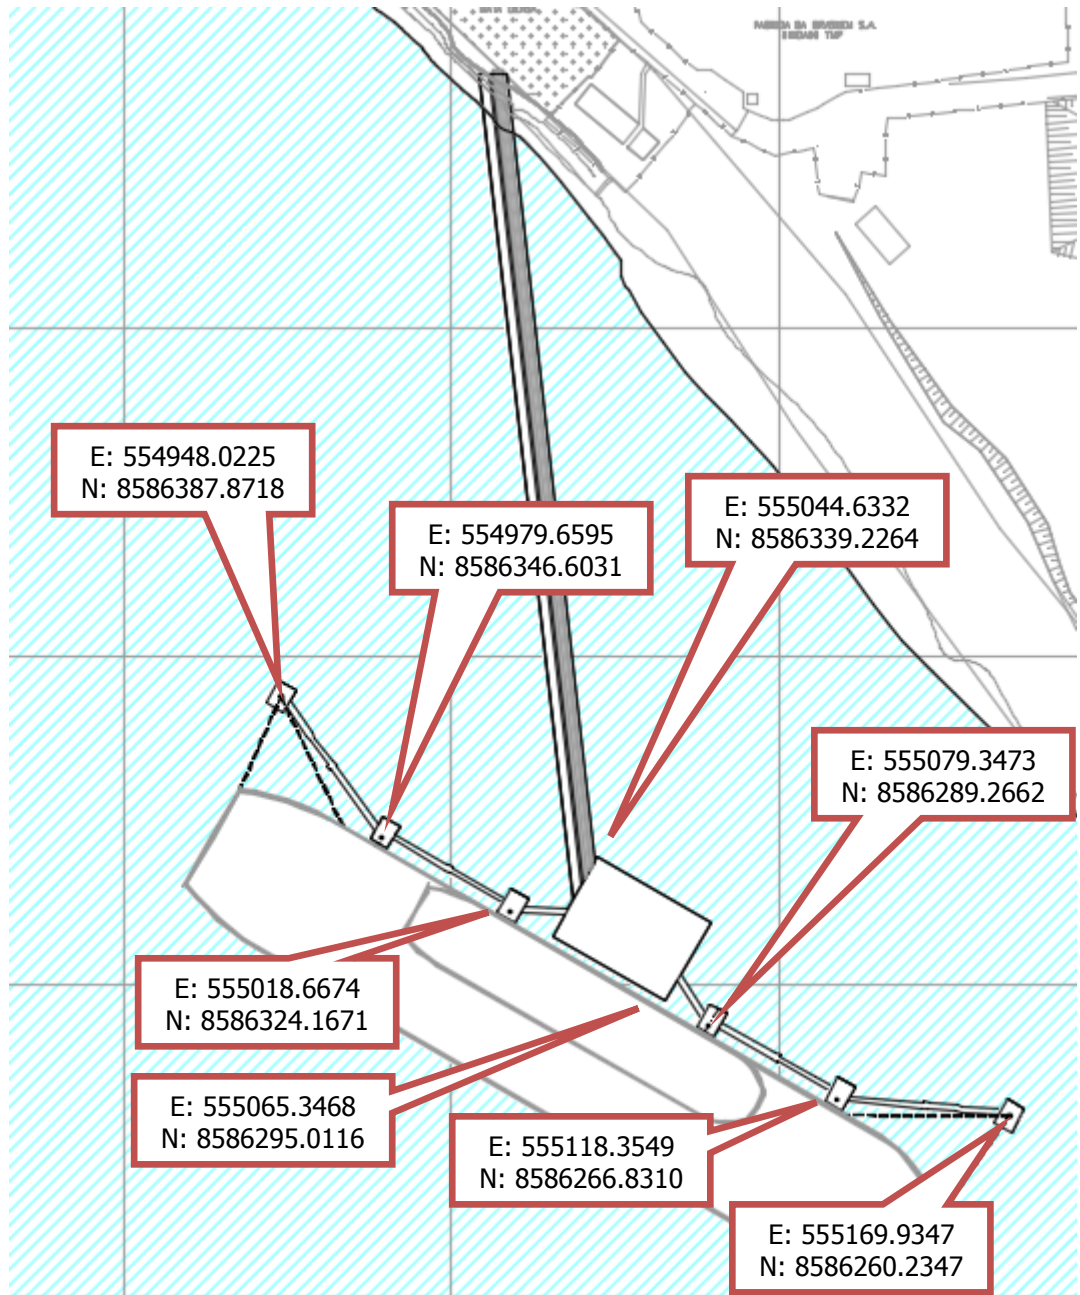 S.A.
E: 554948.0225
N: 8586387.8718
E: 554979.6595
N: 8586346.6031
E: 555044.6332
N: 8586339.2264
E: 555079.3473
N: 8586289.2662
E: 555018.6674
N: 8586324.1671
E: 555065.3468
N: 8586295.0116
E: 555118.3549
N: 8586266.8310
E: 555169.9347
N: 8586260.2347